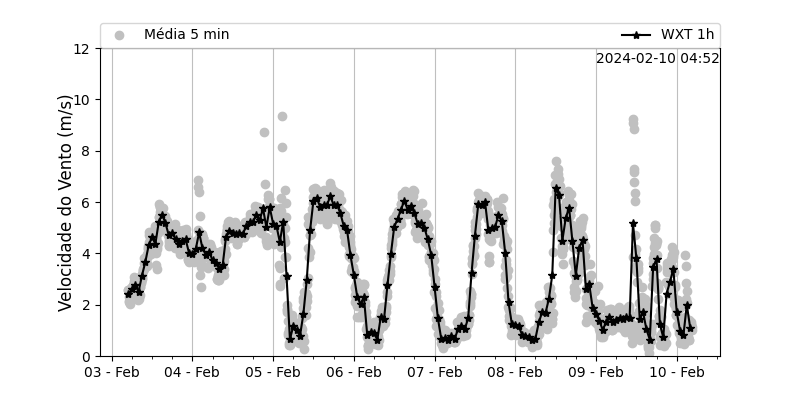 Média 5 min
WXT 1h
2024-02-10 04:52
Velocidade do Vento (m/s)
12
10
8
6
4
2
0
03 - Feb
04 - Feb
05 - Feb
06 - Feb
07 - Feb
08 - Feb
09 - Feb
10 - Feb